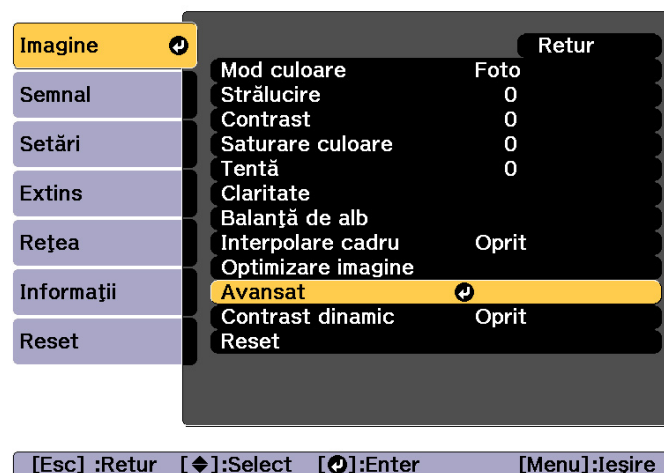 Imagine
Semnal
Setări
Extins
Reţea
Informaţii
Reset
Retur
Mod culoare Foto
Strălucire 0
Contrast 0
Saturare culoare 0
Tentă 0
Claritate
Balanţă de alb
Interpolare cadru Oprit
Optimizare imagine
Avansat
Contrast dinamic Oprit
Reset
[Esc] :Retur [◆]:Select [↵]:Enter [Menu]:Ieşire